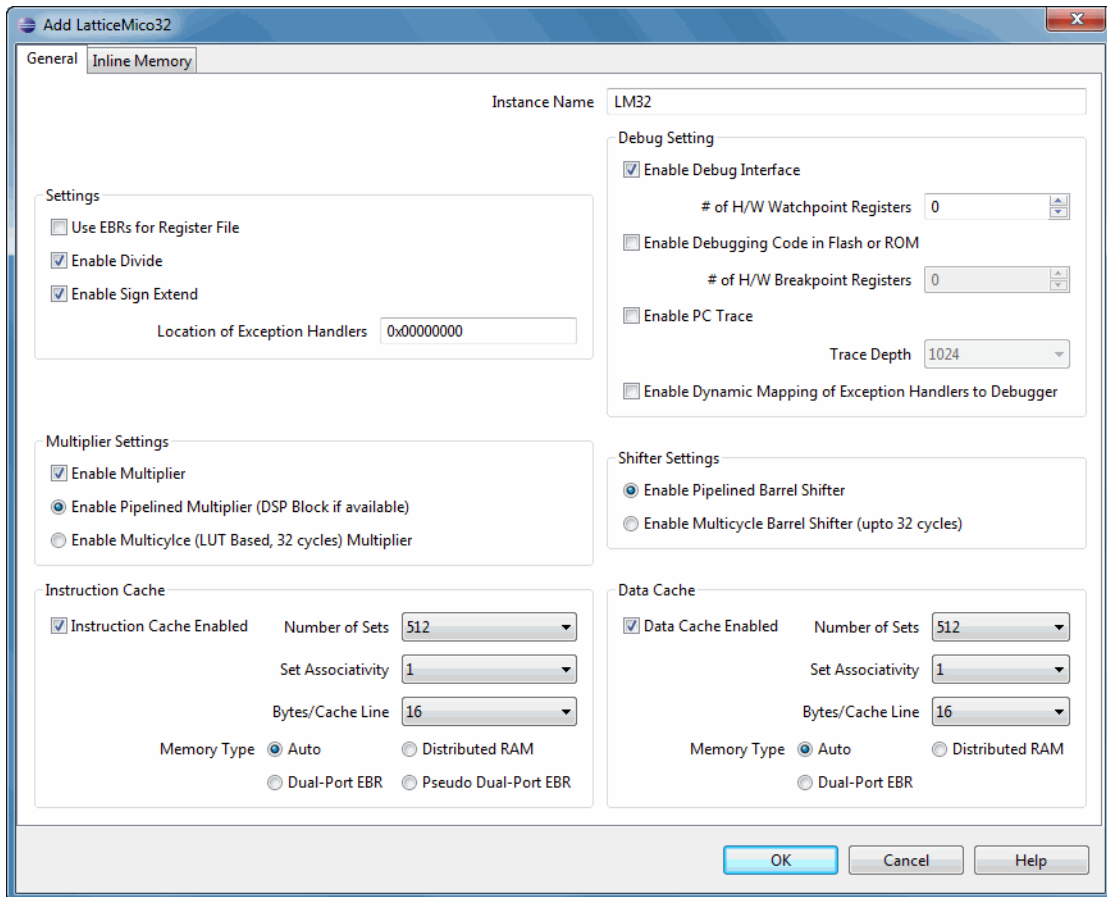 Add LatticeMico32
General Inline Memory
Instance Name LM32
Settings
Use EBRs for Register File
Enable Divide
Enable Sign Extend
Location of Exception Handlers 0x00000000
Debug Setting
Enable Debug Interface
# of H/W Watchpoint Registers 0
Enable Debugging Code in Flash or ROM
# of H/W Breakpoint Registers 0
Enable PC Trace
Trace Depth 1024
Enable Dynamic Mapping of Exception Handlers to Debugger
Multiplier Settings
Enable Multiplier
Enable Pipelined Multiplier (DSP Block if available)
Enable Multicylce (LUT Based, 32 cycles) Multiplier
Shifter Settings
Enable Pipelined Barrel Shifter
Enable Multicycle Barrel Shifter (upto 32 cycles)
Instruction Cache
Instruction Cache Enabled Number of Sets 512
Set Associativity 1
Bytes/Cache Line 16
Memory Type Auto Distributed RAM
Dual-Port EBR Pseudo Dual-Port EBR
Data Cache
Data Cache Enabled Number of Sets 512
Set Associativity 1
Bytes/Cache Line 16
Memory Type Auto Distributed RAM
Dual-Port EBR
OK Cancel Help